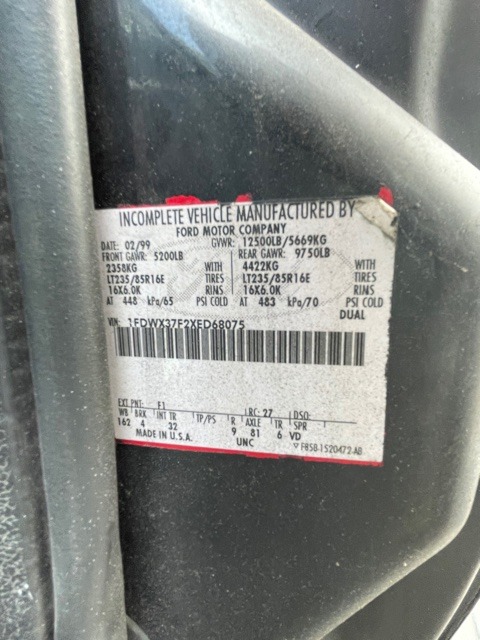 INCOMPLETE VEHICLE MANUFACTURED BY
FORD MOTOR COMPANY
DATE: 02/99 GVWR: 12500LB/5669KG
FRONT GAWR: 5200LB REAR GAWR: 9750LB
2358KG WITH 4422KG WITH
LT235/85R16E TIRES LT235/85R16E TIRES
16X6.0K RIMS 16X6.0K RIMS
AT 448 kPa/65 PSI COLD AT 483 kPa/70 PSI COLD
DUAL
VIN: 1FDWX37F2XED68075
EXT PNT: F1 RC: 27 DSO:
WB BRK INT TR TP/PS R AXLE TR SPR
162 4 32 9 81 6 VD
MADE IN U.S.A. UNC
F85B-1520472-AB